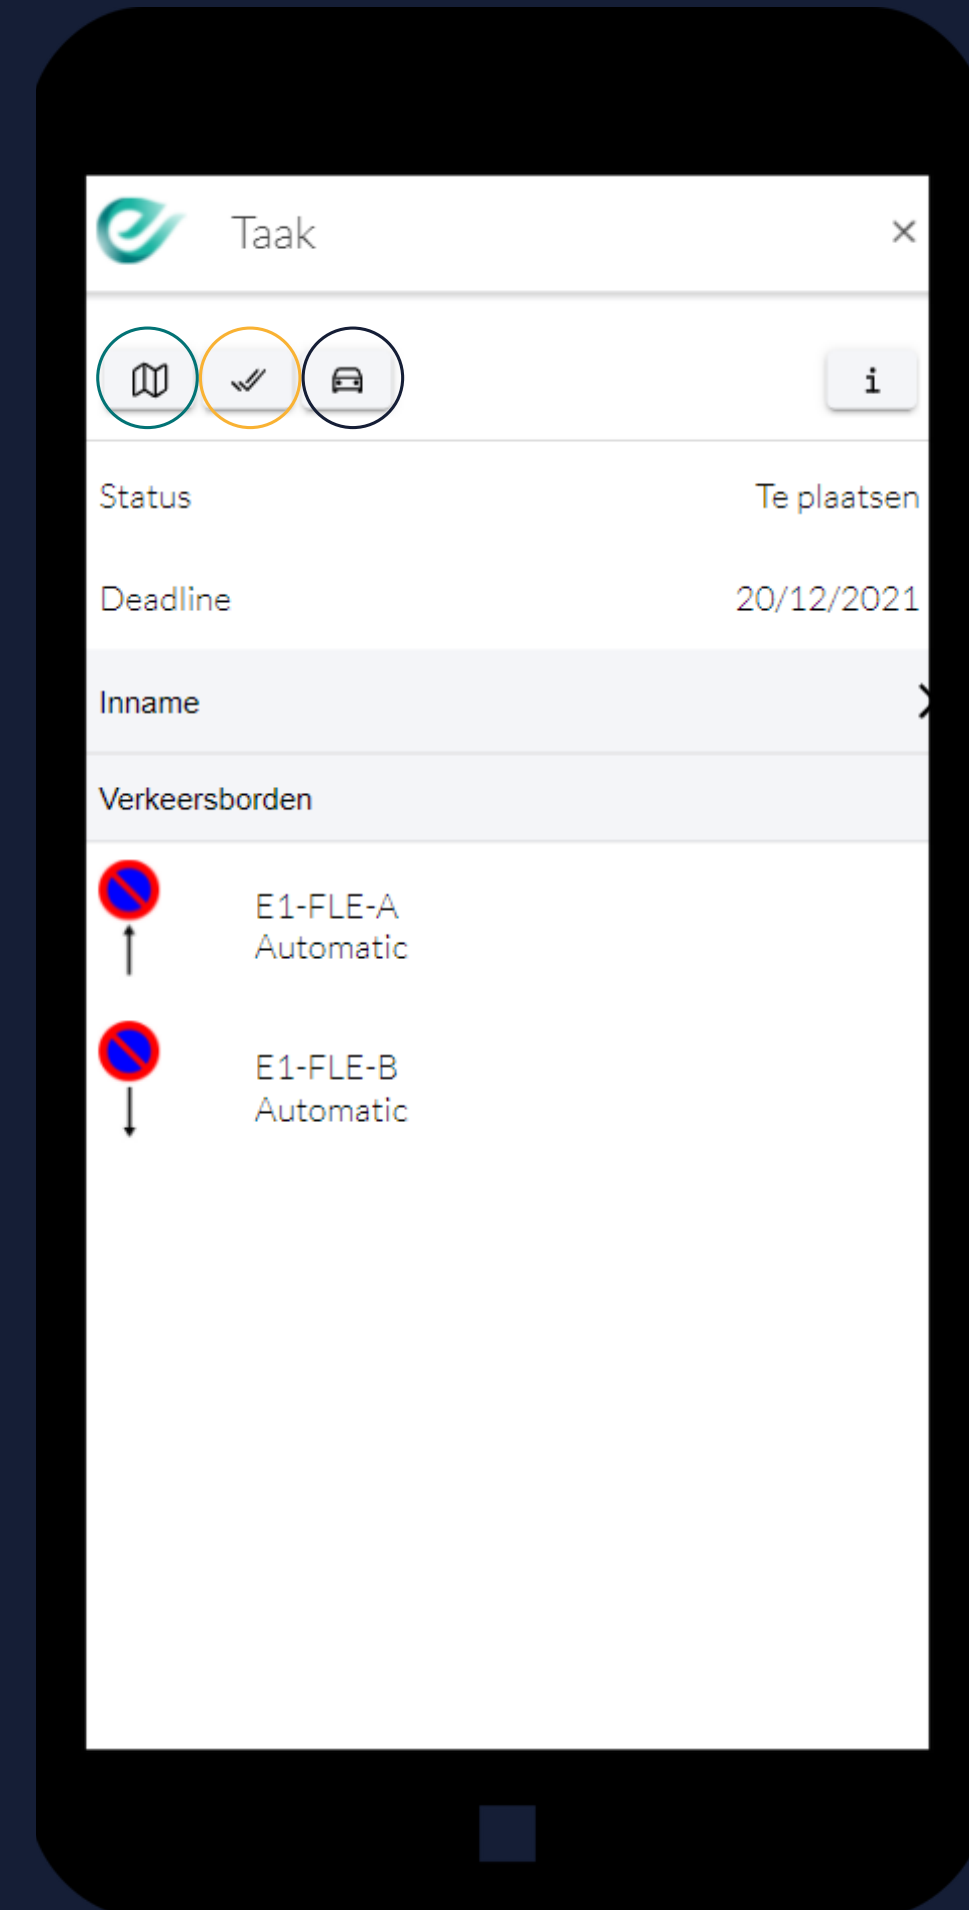 Taak
i
Status
Te plaatsen
Deadline
20/12/2021
Inname
Verkeersborden
E1-FLE-A
Automatic
E1-FLE-B
Automatic